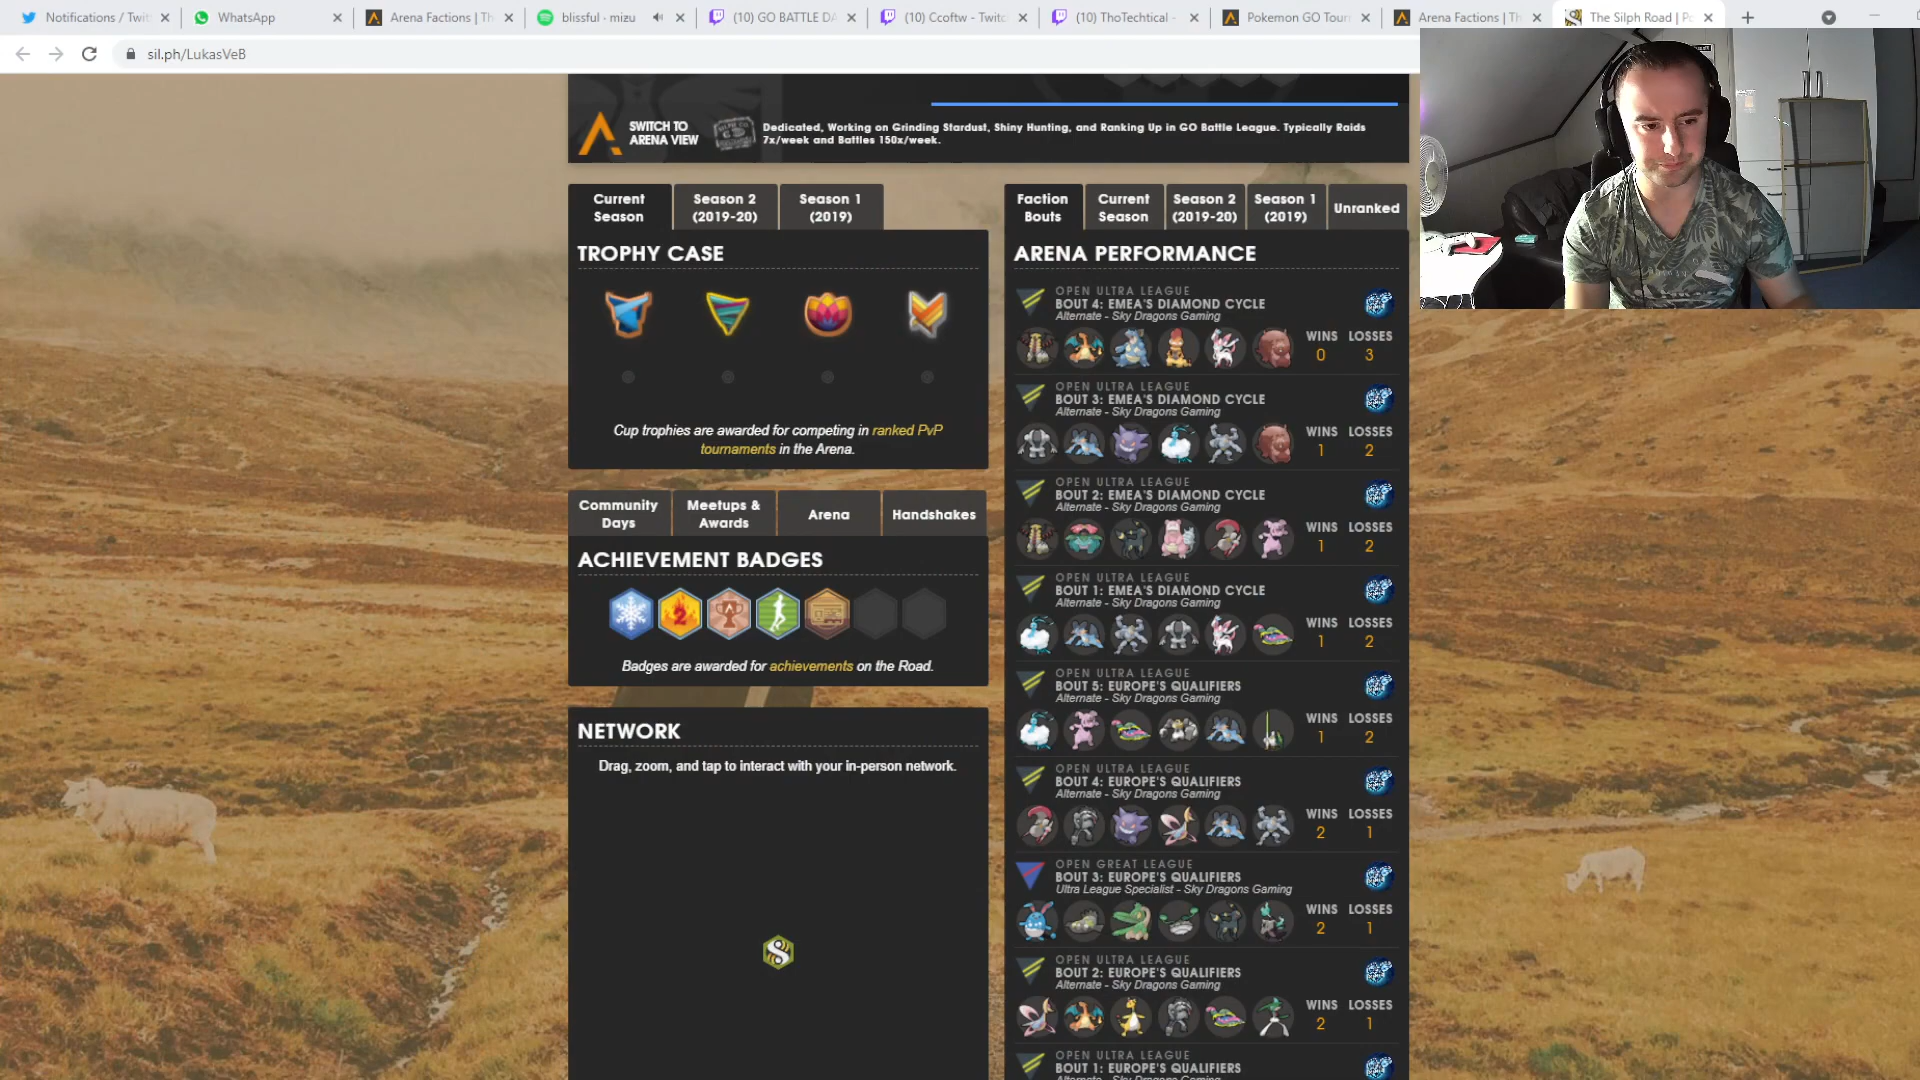 Notifications / Twit
WhatsApp
Arena Factions | Th
blissful - mizu
(10) GO BATTLE DA
(10) Ccoftw - Twitc
(10) ThoTechtical -
Pokemon GO Tour
Arena Factions | Th
The Silph Road | P
sil.ph/LukasVeB
SWITCH TO
ARENA VIEW
Dedicated, Working on Grinding Stardust, Shiny Hunting, and Ranking Up in GO Battle League. Typically Raids
7x/week and Battles 150x/week.
Current
Season
Season 2
(2019-20)
Season 1
(2019)
TROPHY CASE
Cup trophies are awarded for competing in ranked PvP
tournaments in the Arena.
Community
Days
Meetups &
Awards
Arena
Handshakes
ACHIEVEMENT BADGES
2
Badges are awarded for achievements on the Road.
NETWORK
Drag, zoom, and tap to interact with your in-person network.
Faction
Bouts
Current
Season
Season 2
(2019-20)
Season 1
(2019)
Unranked
ARENA PERFORMANCE
OPEN ULTRA LEAGUE
BOUT 4: EMEA'S DIAMOND CYCLE
Alternate - Sky Dragons Gaming
WINS LOSSES
0 3
OPEN ULTRA LEAGUE
BOUT 3: EMEA'S DIAMOND CYCLE
Alternate - Sky Dragons Gaming
WINS LOSSES
1 2
OPEN ULTRA LEAGUE
BOUT 2: EMEA'S DIAMOND CYCLE
Alternate - Sky Dragons Gaming
WINS LOSSES
1 2
OPEN ULTRA LEAGUE
BOUT 1: EMEA'S DIAMOND CYCLE
Alternate - Sky Dragons Gaming
WINS LOSSES
1 2
OPEN ULTRA LEAGUE
BOUT 5: EUROPE'S QUALIFIERS
Alternate - Sky Dragons Gaming
WINS LOSSES
1 2
OPEN ULTRA LEAGUE
BOUT 4: EUROPE'S QUALIFIERS
Alternate - Sky Dragons Gaming
WINS LOSSES
2 1
OPEN GREAT LEAGUE
BOUT 3: EUROPE'S QUALIFIERS
Ultra League Specialist - Sky Dragons Gaming
WINS LOSSES
2 1
OPEN ULTRA LEAGUE
BOUT 2: EUROPE'S QUALIFIERS
Alternate - Sky Dragons Gaming
WINS LOSSES
2 1
OPEN ULTRA LEAGUE
BOUT 1: EUROPE'S QUALIFIERS
Alternate - Sky Dragons Gaming